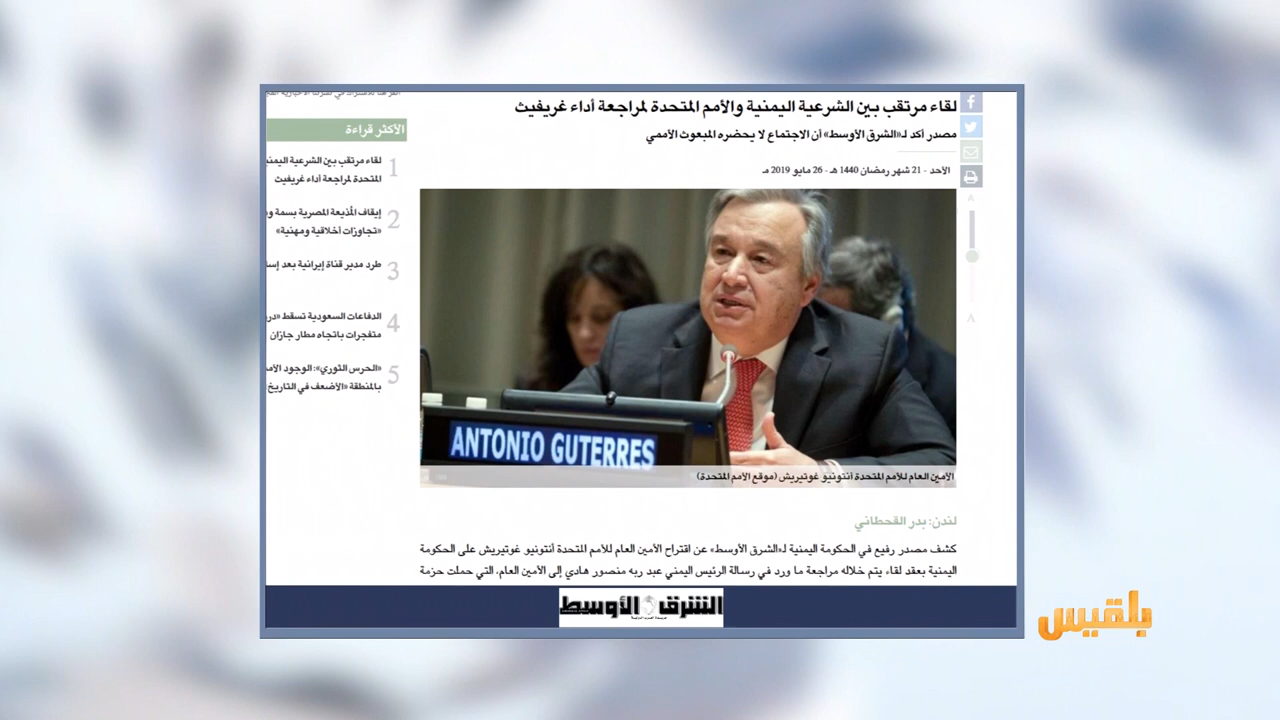 لقاء مرتقب بين الشرعية اليمنية والأمم المتحدة لمراجعة أداء غريفيث
مصدر أكد لـ«الشرق الأوسط» أن الاجتماع لا يحضره المبعوث الأممي
الأحد - 21 شهر رمضان 1440 هـ - 26 مايو 2019 مـ
ANTONIO GUTERRES
الأمين العام للأمم المتحدة أنتونيو غوتيريش (موقع الأمم المتحدة)
لندن: بدر القحطاني
كشف مصدر رفيع في الحكومة اليمنية لـ«الشرق الأوسط» عن اقتراح الأمين العام للأمم المتحدة أنتونيو غوتيريش على الحكومة
اليمنية بعقد لقاء يتم خلاله مراجعة ما ورد في رسالة الرئيس اليمني عبد ربه منصور هادي إلى الأمين العام، التي حملت حزمة
الأكثر قراءة
1 لقاء مرتقب بين الشرعية اليمنية
المتحدة لمراجعة أداء غريفيث
2 إيقاف المذيعة المصرية بسمة
«تجاوزات أخلاقية ومهنية»
3 طرد مدير قناة إيرانية بعد
4 الدفاعات السعودية تسقط
متفجرات باتجاه مطار جازان
5 «الحرس الثوري»: الوجود
بالمنطقة «الأضعف في التاريخ
الشرق الأوسط
بلقيس